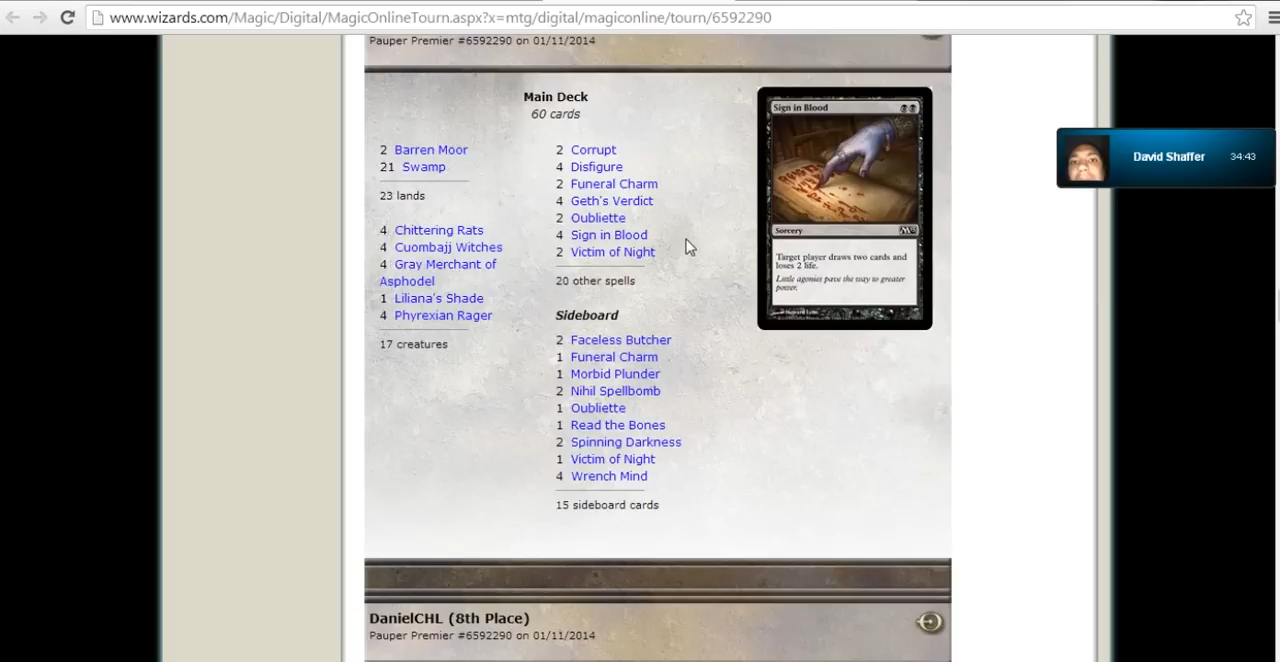 www.wizards.com/Magic/Digital/MagicOnlineTourn.aspx?x=mtg/digital/magiconline/tourn/6592290
Pauper Premier #6592290 on 01/11/2014
Main Deck
60 cards
2 Barren Moor
21 Swamp
23 lands
4 Chittering Rats
4 Cuombajj Witches
4 Gray Merchant of
Asphodel
1 Liliana's Shade
4 Phyrexian Rager
17 creatures
2 Corrupt
4 Disfigure
2 Funeral Charm
4 Geth's Verdict
2 Oubliette
4 Sign in Blood
2 Victim of Night
20 other spells
Sideboard
2 Faceless Butcher
1 Funeral Charm
1 Morbid Plunder
2 Nihil Spellbomb
1 Oubliette
1 Read the Bones
2 Spinning Darkness
1 Victim of Night
4 Wrench Mind
15 sideboard cards
Sign in Blood
Sorcery
Target player draws two cards and
loses 2 life.
Little agonies pave the way to greater
power.
David Shaffer 34:43
DanielCHL (8th Place)
Pauper Premier #6592290 on 01/11/2014